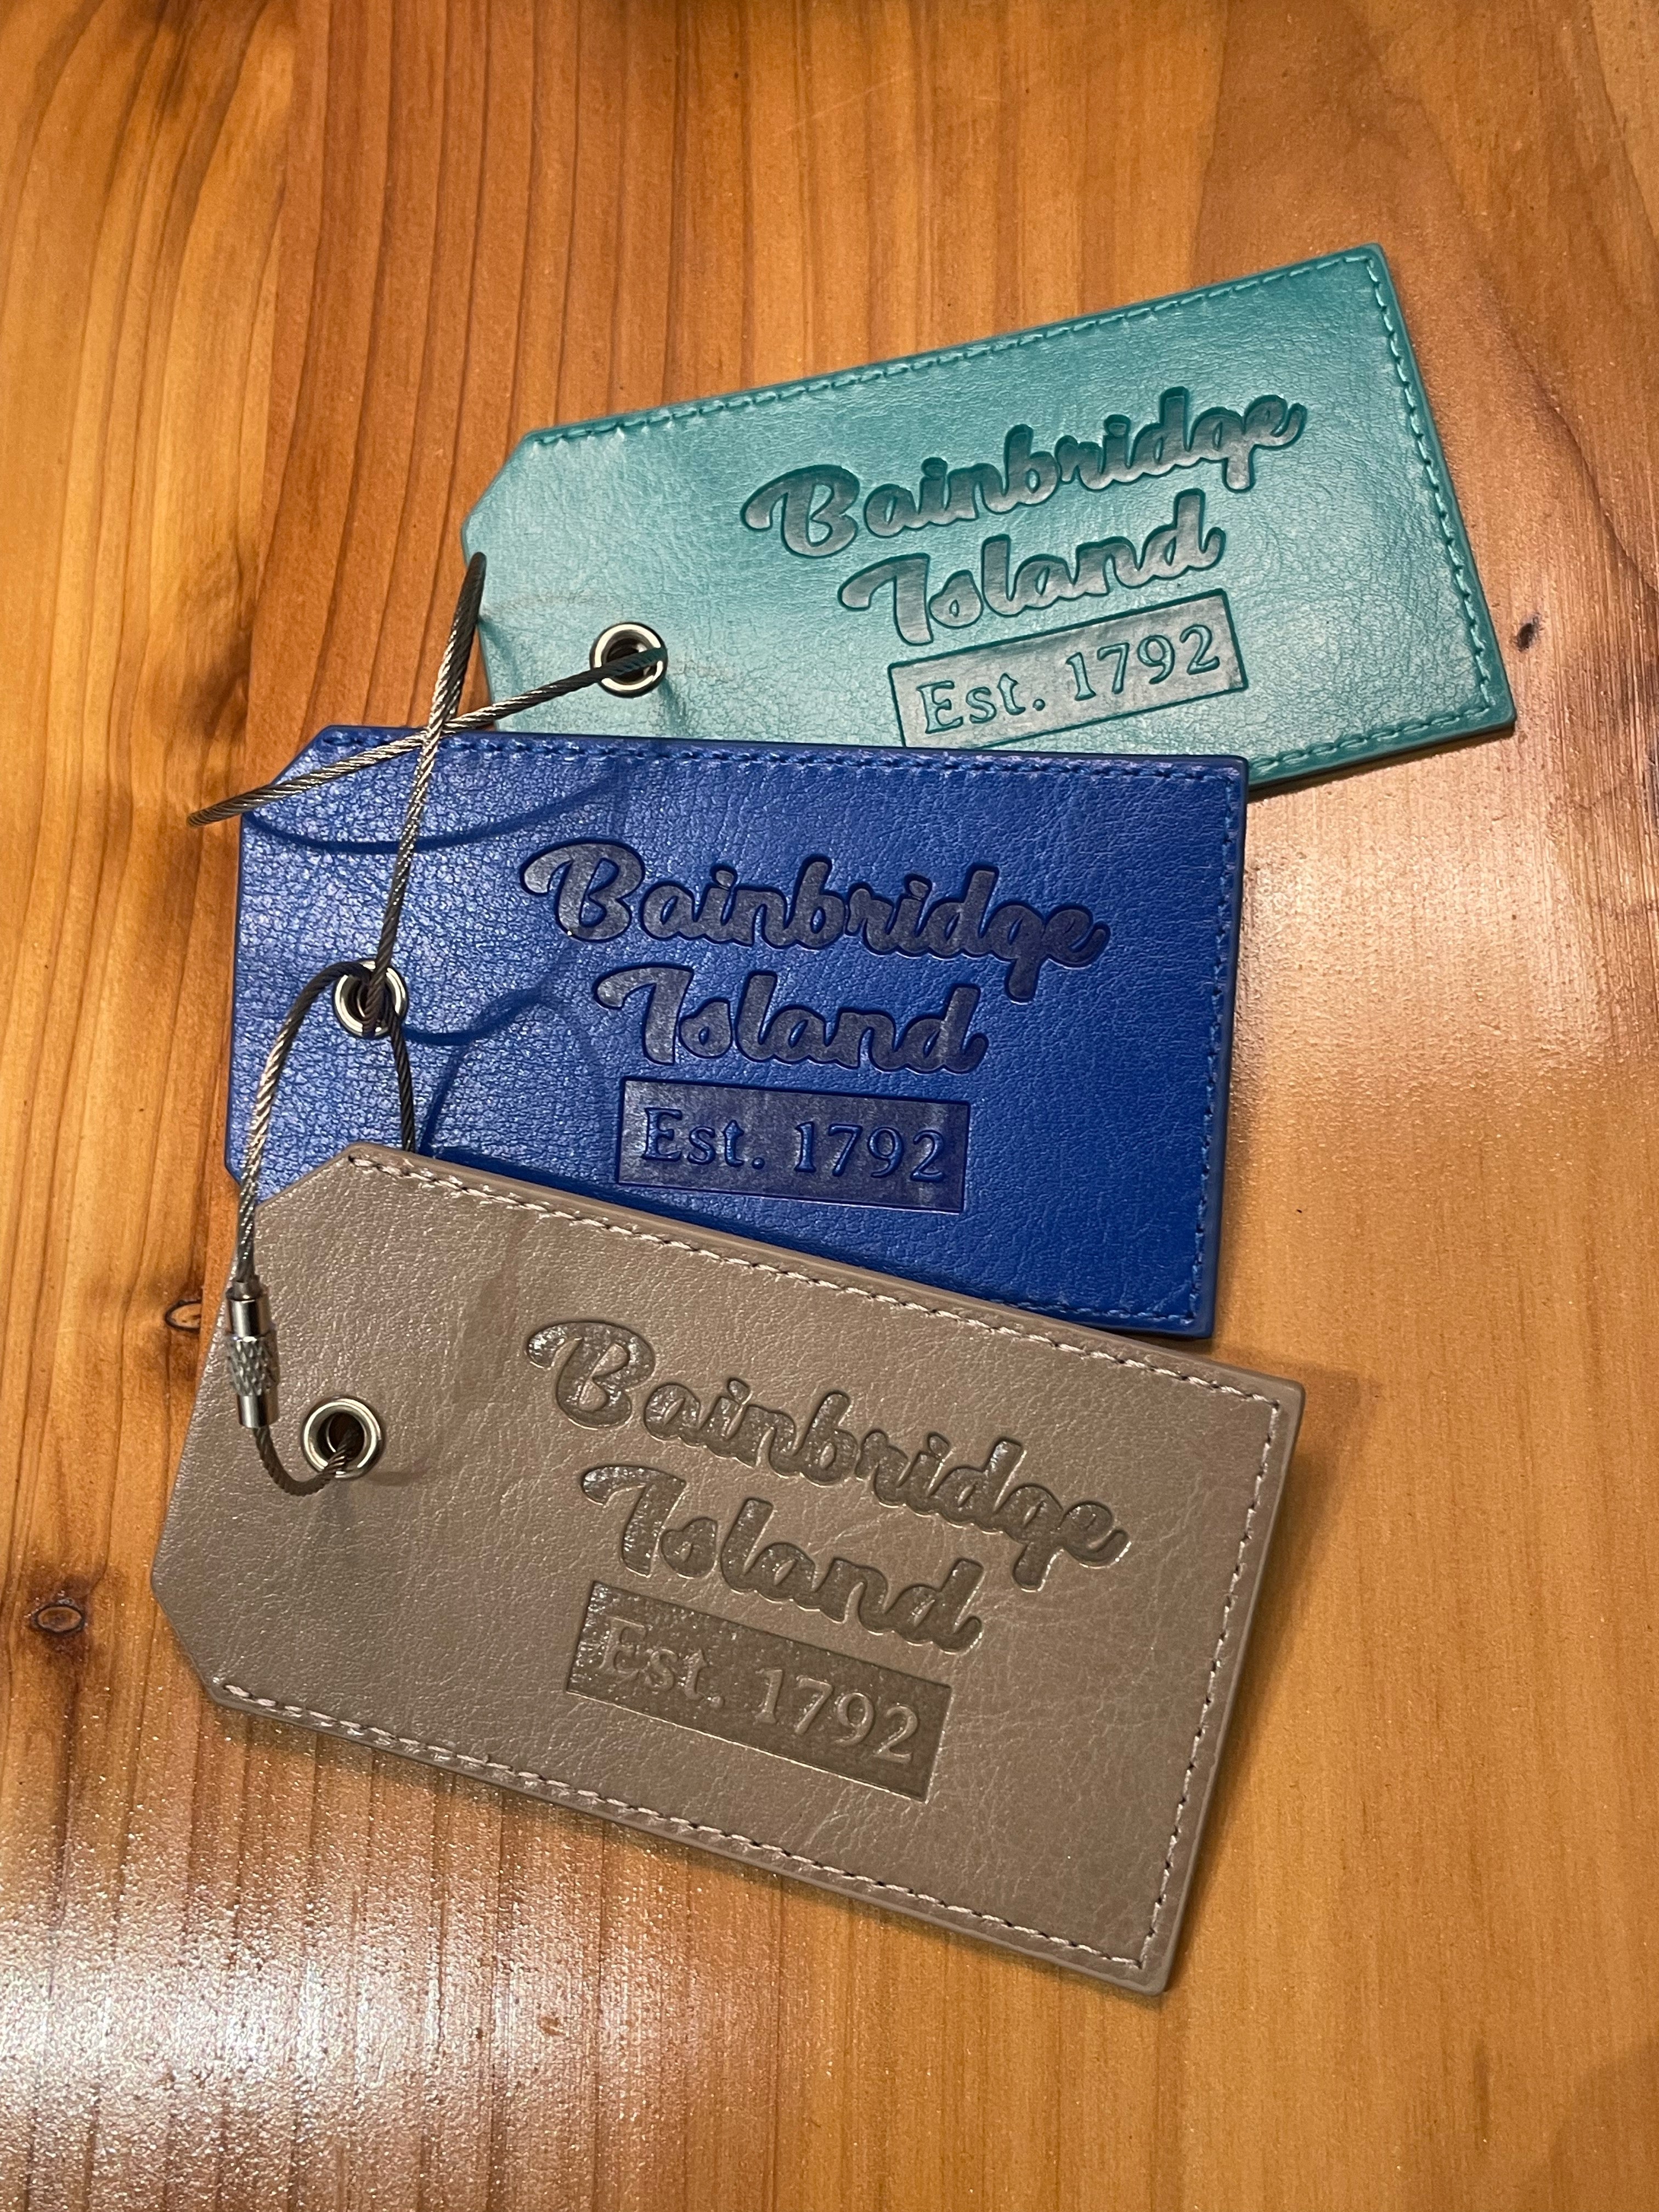 Bainbridge
Island
Est. 1792
Bainbridge
Island
Est. 1792
Bainbridge
Island
Est. 1792